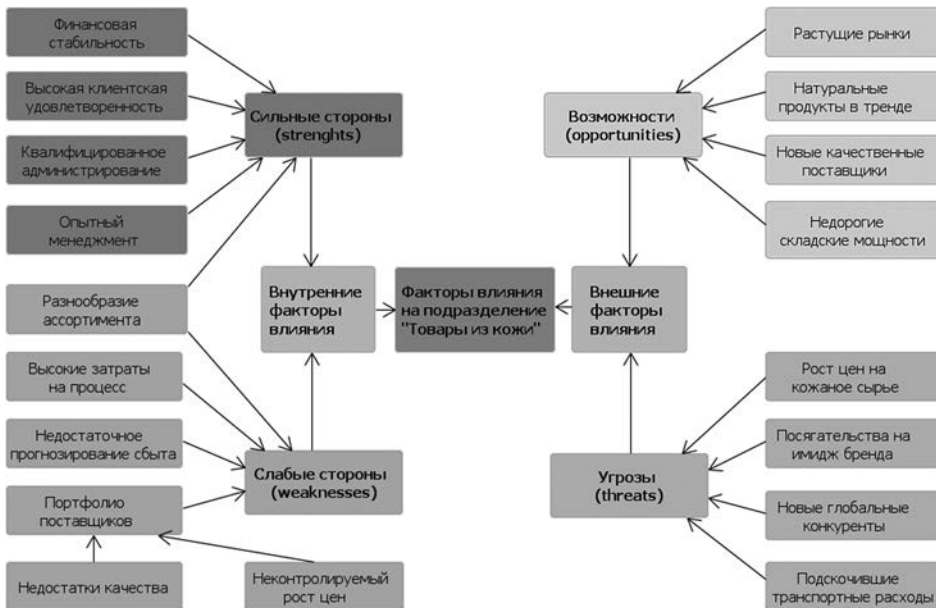 Финансовая
стабильность
Высокая клиентская
удовлетворенность
Квалифицированное
администрирование
Опытный
менеджмент
Разнообразие
ассортимента
Высокие затраты
на процесс
Недостаточное
прогнозирование сбыта
Портфолио
поставщиков
Недостатки качества
Неконтролируемый
рост цен
Сильные стороны
(strenghts)
Внутренние
факторы
влияния
Слабые стороны
(weaknesses)
Факторы влияния
на подразделение
"Товары из кожи"
Возможности
(opportunities)
Внешние
факторы
влияния
Угрозы
(threats)
Растущие рынки
Натуральные
продукты в тренде
Новые качественные
поставщики
Недорогие
складские мощности
Рост цен на
кожаное сырье
Посягательства на
имидж бренда
Новые глобальные
конкуренты
Подскочившие
транспортные расходы